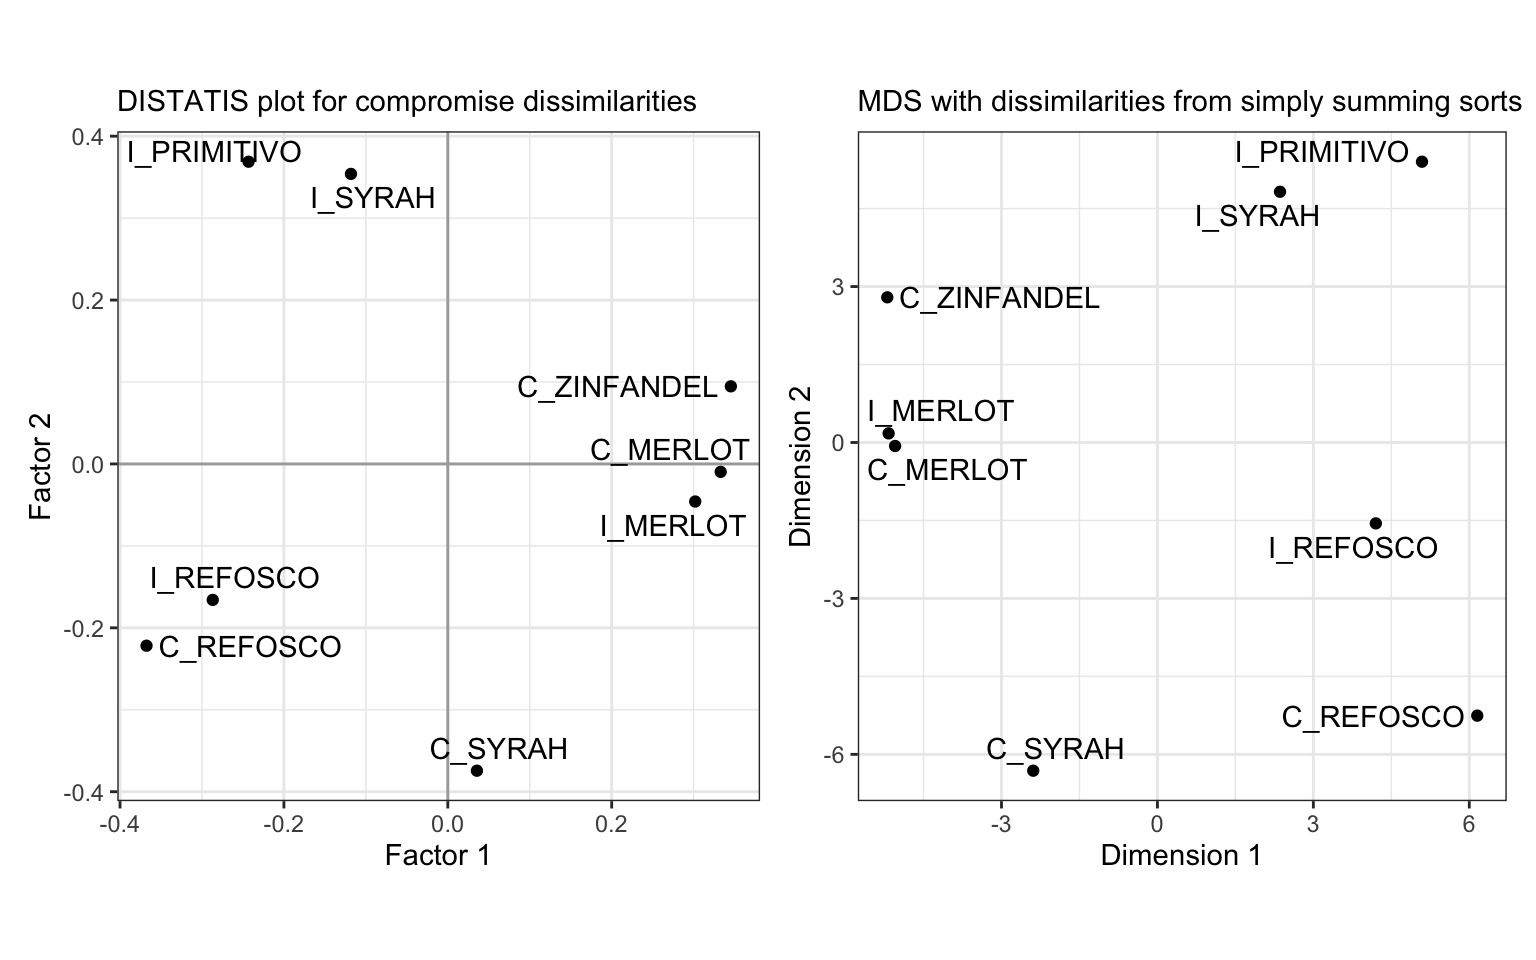 DISTATIS plot for compromise dissimilarities
0.4
0.2
0.0
-0.2
-0.4
Factor 2
I_PRIMITIVO
I_SYRAH
C_ZINFANDEL
C_MERLOT
I_MERLOT
I_REFOSCO
C_REFOSCO
C_SYRAH
-0.4 -0.2 0.0 0.2
Factor 1
MDS with dissimilarities from simply summing sorts
3
0
-3
-6
Dimension 2
I_PRIMITIVO
I_SYRAH
C_ZINFANDEL
I_MERLOT
C_MERLOT
I_REFOSCO
C_REFOSCO
C_SYRAH
-3 0 3 6
Dimension 1